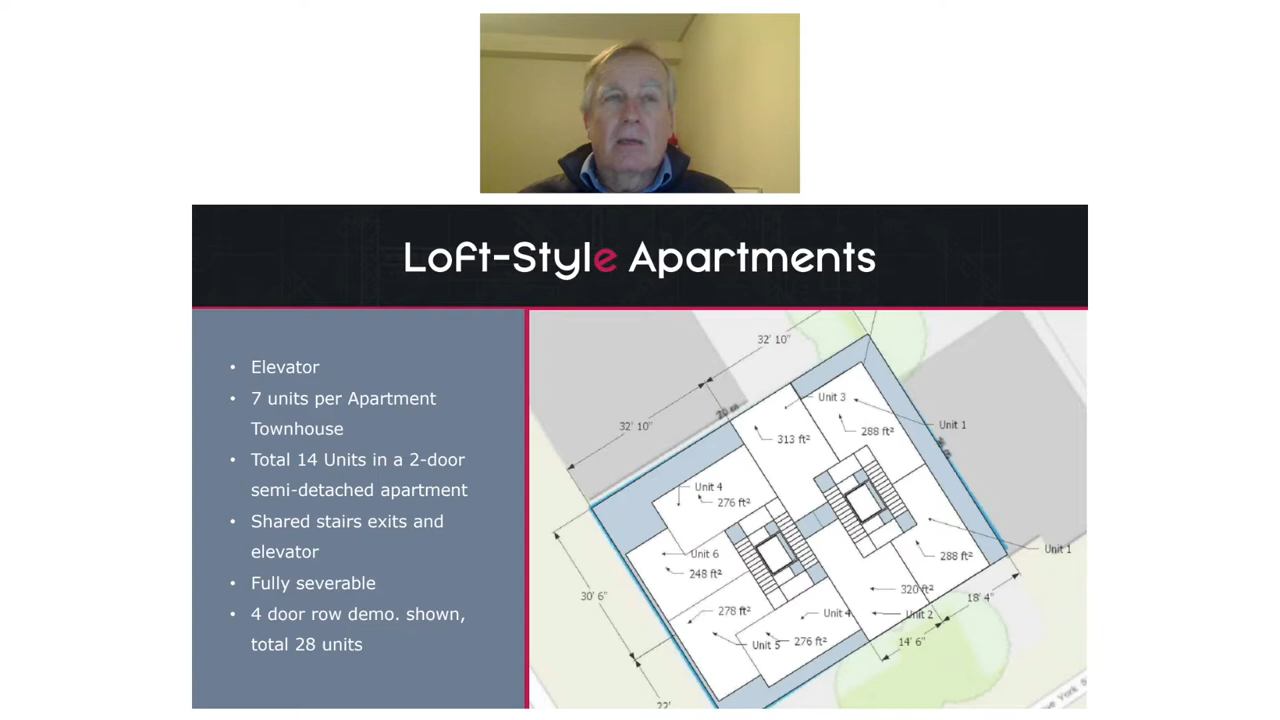 Loft-Style Apartments
• Elevator
• 7 units per Apartment
Townhouse
• Total 14 Units in a 2-door
semi-detached apartment
• Shared stairs exits and
elevator
• Fully severable
• 4 door row demo. shown,
total 28 units
32' 10"
32' 10"
Unit 3
288 ft²
Unit 1
313 ft²
Unit 4
276 ft²
Unit 6
248 ft²
288 ft²
Unit 1
30' 6"
278 ft²
320 ft²
18' 4"
Unit 4
Unit 2
Unit 5
276 ft²
14' 6"
22'